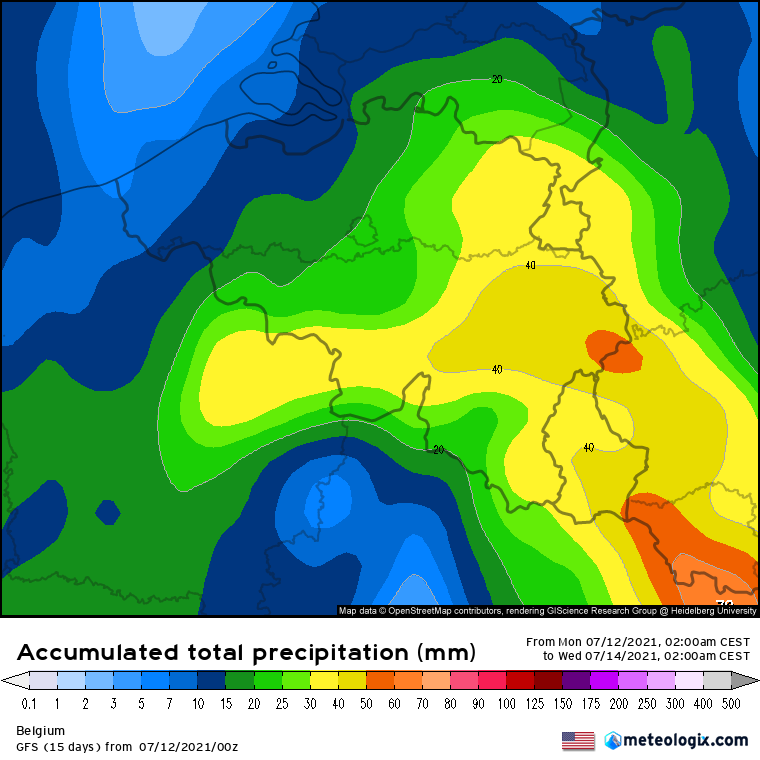 20
40
40
40
20
Map data © OpenStreetMap contributors, rendering GIScience Research Group @ Heidelberg University
Accumulated total precipitation (mm)
From Mon 07/12/2021, 02:00am CEST
to Wed 07/14/2021, 02:00am CEST
0.1 1 2 3 5 7 10 15 20 25 30 40 50 60 70 80 90 100 125 150 175 200 250 300 400 500
Belgium
GFS (15 days) from 07/12/2021/00z
meteologix.com